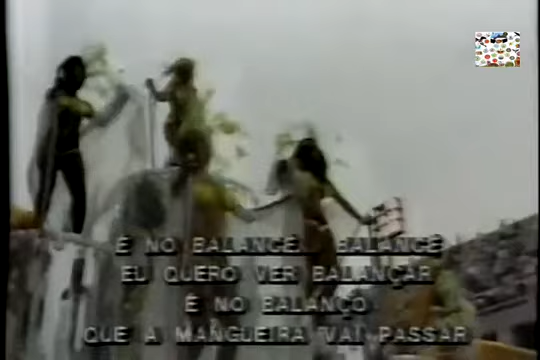 É NO BALANCÊ, BALANCÊ
EU QUERO VER BALANÇAR
É NO BALANÇO
QUE A MANGUEIRA VAI PASSAR